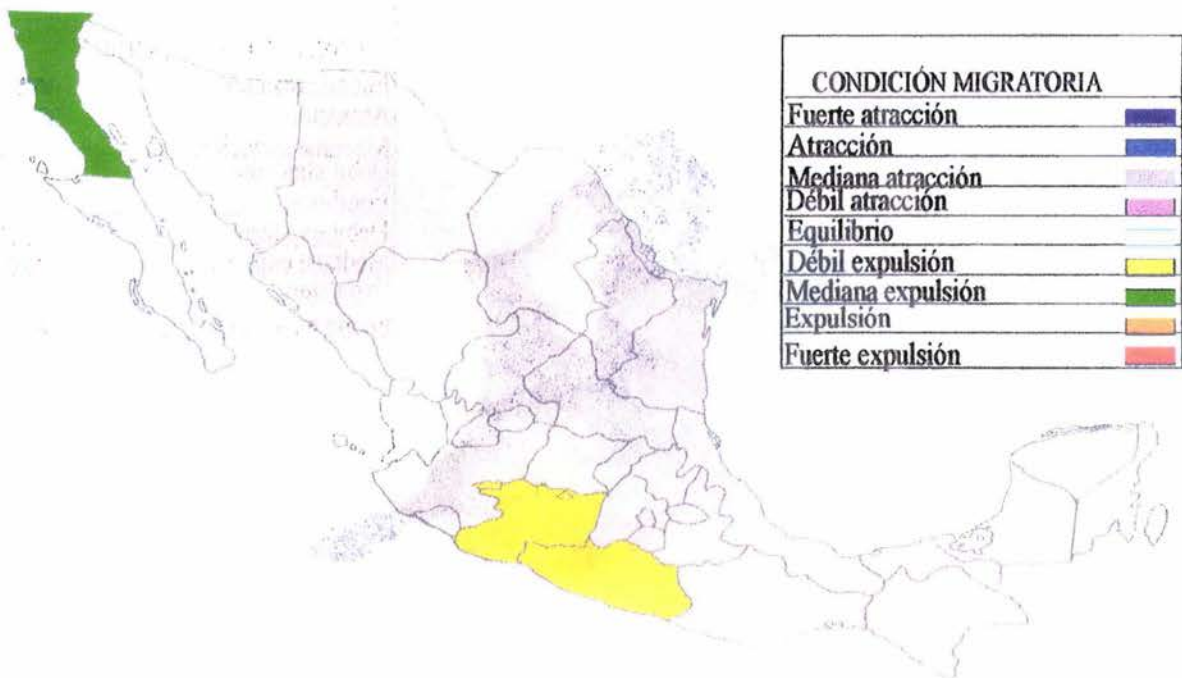 CONDICIÓN MIGRATORIA
Fuerte atracción
Atracción
Mediana atracción
Débil atracción
Equilibrio
Débil expulsión
Mediana expulsión
Expulsión
Fuerte expulsión